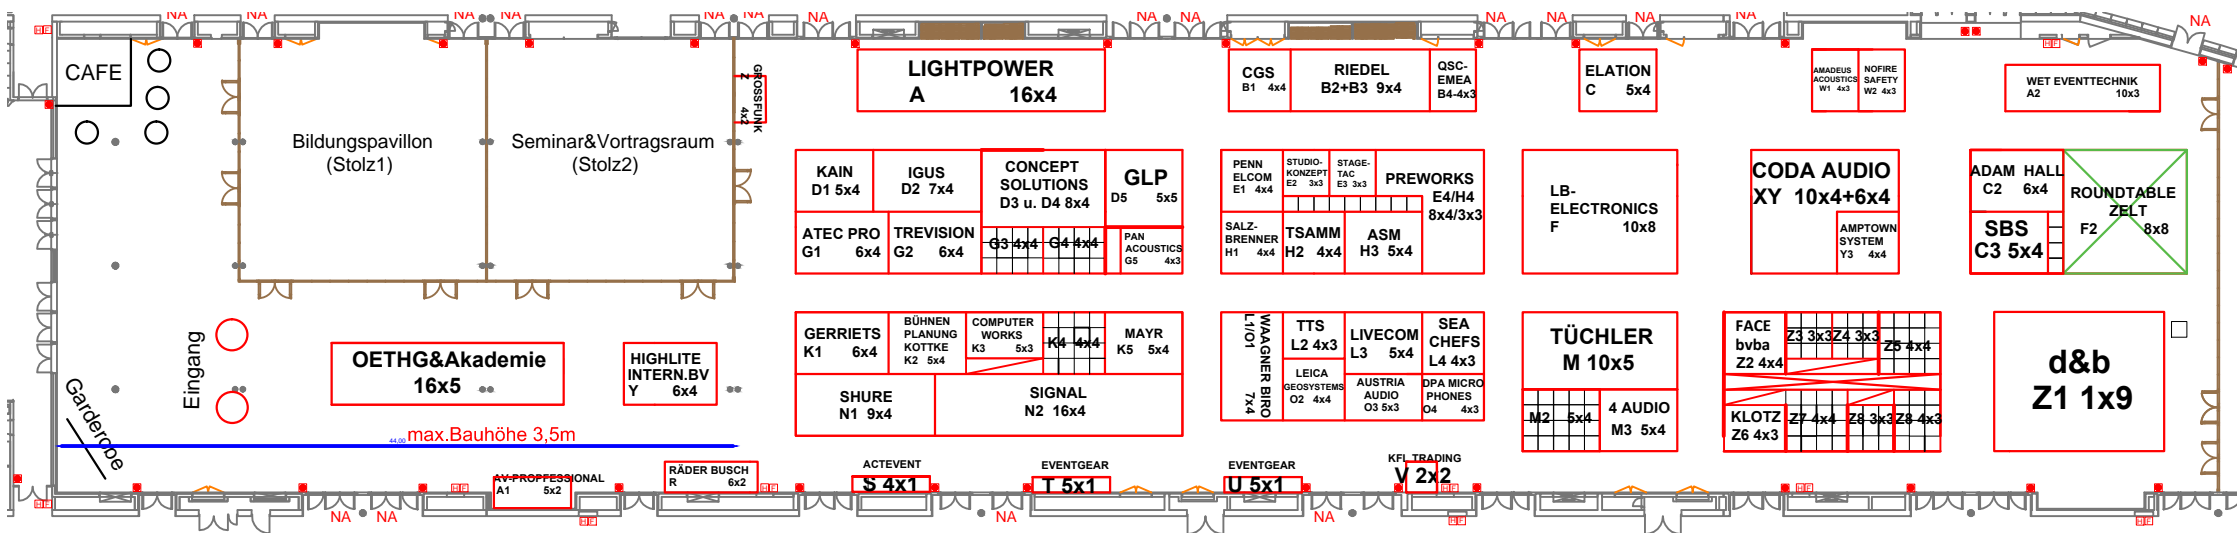 NA
NA
NA
NA
NA
NA
NA
NA
NA
NA
NA
NA
NA
NA
CAFE
GROSSFUNK
Z 4x2
LIGHTPOWER
A 16x4
CGS
B1 4x4
RIEDEL
B2+B3 9x4
QSC-
EMEA
B4-4x3
ELATION
C 5x4
AMADEUS
ACOUSTICS
W1 4x3
NOFIRE
SAFETY
W2 4x3
WET EVENTTECHNIK
A2 10x3
Bildungspavillon
(Stolz1)
Seminar&Vortragsraum
(Stolz2)
KAIN
D1 5x4
IGUS
D2 7x4
CONCEPT
SOLUTIONS
D3 u. D4 8x4
GLP
D5 5x5
PENN
ELCOM
E1 4x4
STUDIO-
KONZEPT
E2 3x3
STAGE-
TAC
E3 3x3
PREWORKS
E4/H4
8x4/3x3
LB-
ELECTRONICS
F 10x8
CODA AUDIO
XY 10x4+6x4
ADAM HALL
C2 6x4
ROUNDTABLE
ZELT
F2 8x8
ATEC PRO
G1 6x4
TREVISION
G2 6x4
G3 4x4
G4 4x4
PAN
ACOUSTICS
G5 4x3
SALZ-
BRENNER
H1 4x4
TSAMM
H2 4x4
ASM
H3 5x4
AMPTOWN
SYSTEM
Y3 4x4
SBS
C3 5x4
Eingang
Garderobe
OETHG&Akademie
16x5
HIGHLITE
INTERN.BV
Y 6x4
GERRIETS
K1 6x4
BÜHNEN
PLANUNG
KOTTKE
K2 5x4
COMPUTER
WORKS
K3 5x3
K4 4x4
MAYR
K5 5x4
WAAGNER BIRO
L1/O1 7x4
TTS
L2 4x3
LIVECOM
L3 5x4
SEA
CHEFS
L4 4x3
TÜCHLER
M 10x5
FACE
bvba
Z2 4x4
Z3 3x3
Z4 3x3
Z5 4x4
d&b
Z1 1x9
SHURE
N1 9x4
SIGNAL
N2 16x4
LEICA
GEOSYSTEMS
O2 4x4
AUSTRIA
AUDIO
O3 5x3
DPA MICRO
PHONES
O4 4x3
M2 5x4
4 AUDIO
M3 5x4
KLOTZ
Z6 4x3
Z7 4x4
Z8 3x3
Z8 4x3
44,00
max.Bauhöhe 3,5m
AV-PROPFESSIONAL
A1 5x2
RÄDER BUSCH
R 6x2
ACTEVENT
S 4x1
EVENTGEAR
T 5x1
EVENTGEAR
U 5x1
KFL TRADING
V 2x2
NA
NA
NA
NA